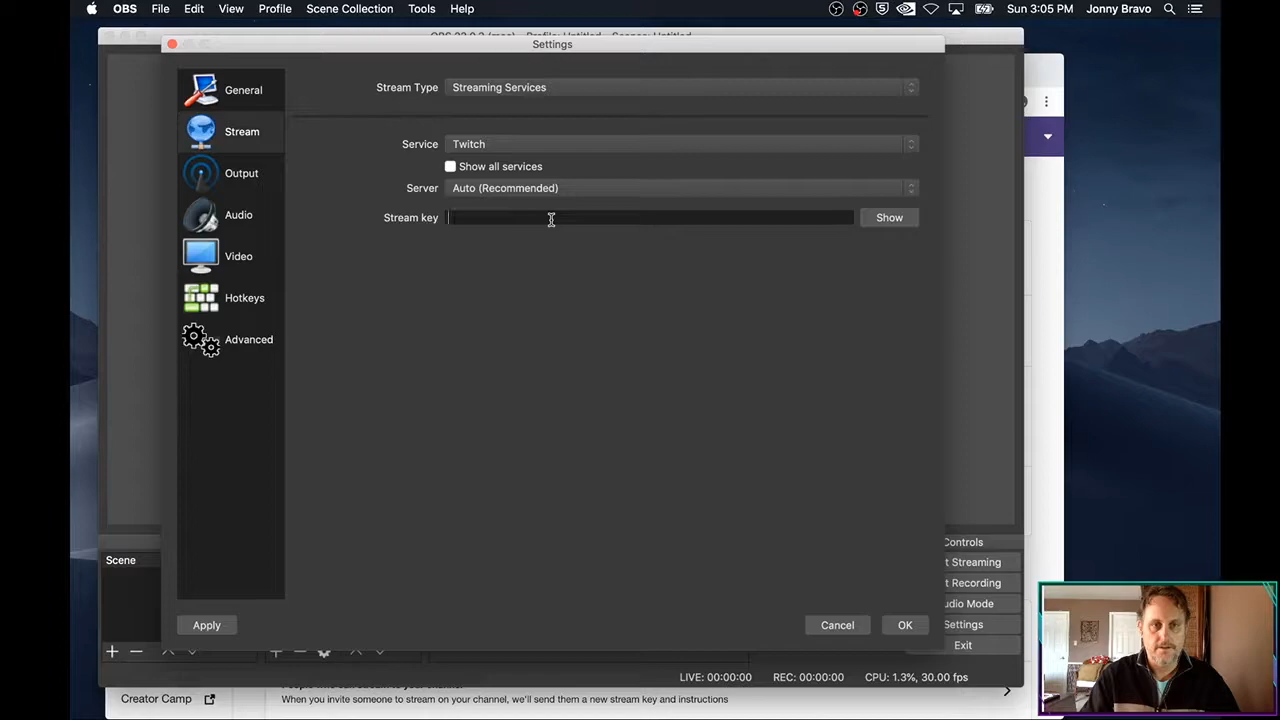 OBS File Edit View Profile Scene Collection Tools Help Sun 3:05 PM Jonny Bravo
Settings
General
Stream
Output
Audio
Video
Hotkeys
Advanced
Stream Type Streaming Services
Service Twitch
Show all services
Server Auto (Recommended)
Stream key Show
Apply Cancel OK
Scene
Controls
t Streaming
t Recording
udio Mode
Settings
Exit
LIVE: 00:00:00 REC: 00:00:00 CPU: 1.3%, 30.00 fps
Creator Camp
When you invite someone to stream on your channel, we'll send them a new stream key and instructions